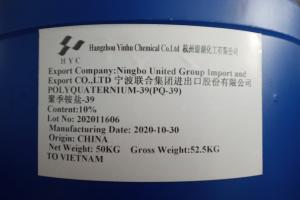 Hangzhou Yinhu Chemical Co.Ltd 杭州银湖化工有限公司
HYC
Export Company:Ningbo United Group Import and
Export CO.,LTD 宁波联合集团进出口股份有限公司
POLYQUATERNIUM-39(PQ-39)
聚季铵盐-39
Content:10%
Lot No: 202011606
Manufacturing Date: 2020-10-30
Origin: CHINA
Net Weight: 50KG Gross Weight:52.5KG
TO VIETNAM